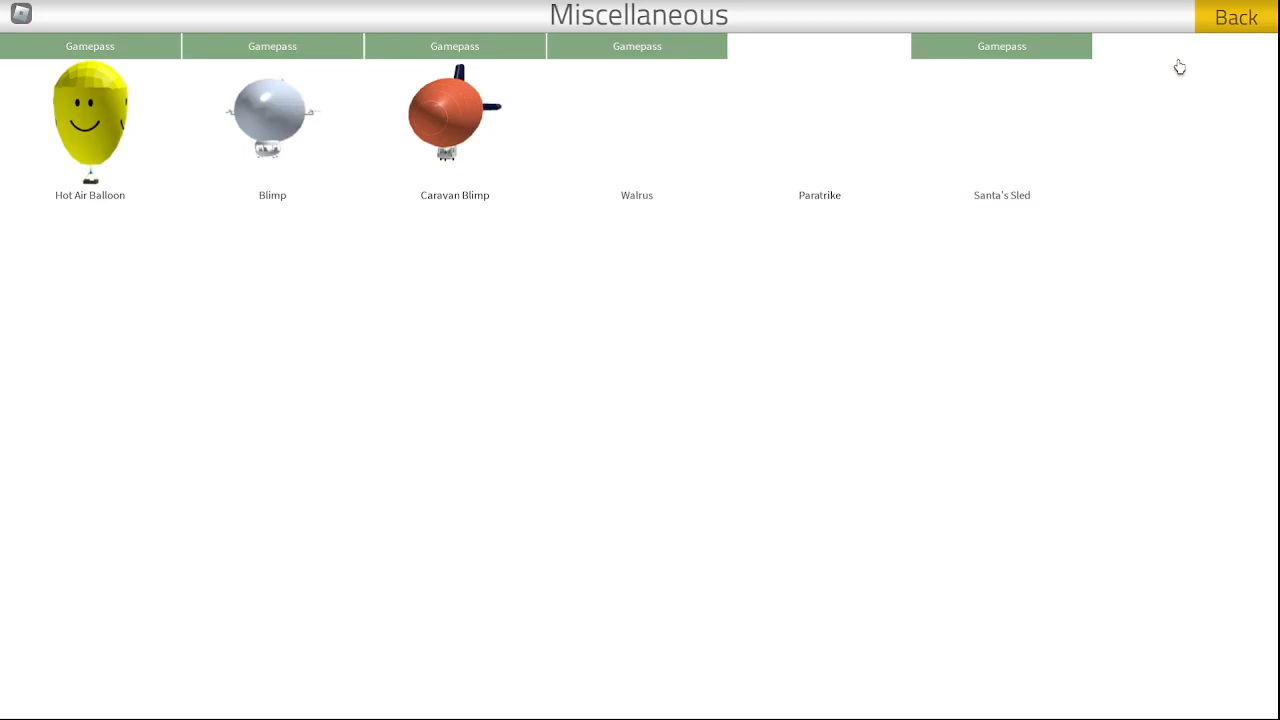 Miscellaneous
Back
Gamepass
Gamepass
Gamepass
Gamepass
Gamepass
Hot Air Balloon
Blimp
Caravan Blimp
Walrus
Paratrike
Santa's Sled